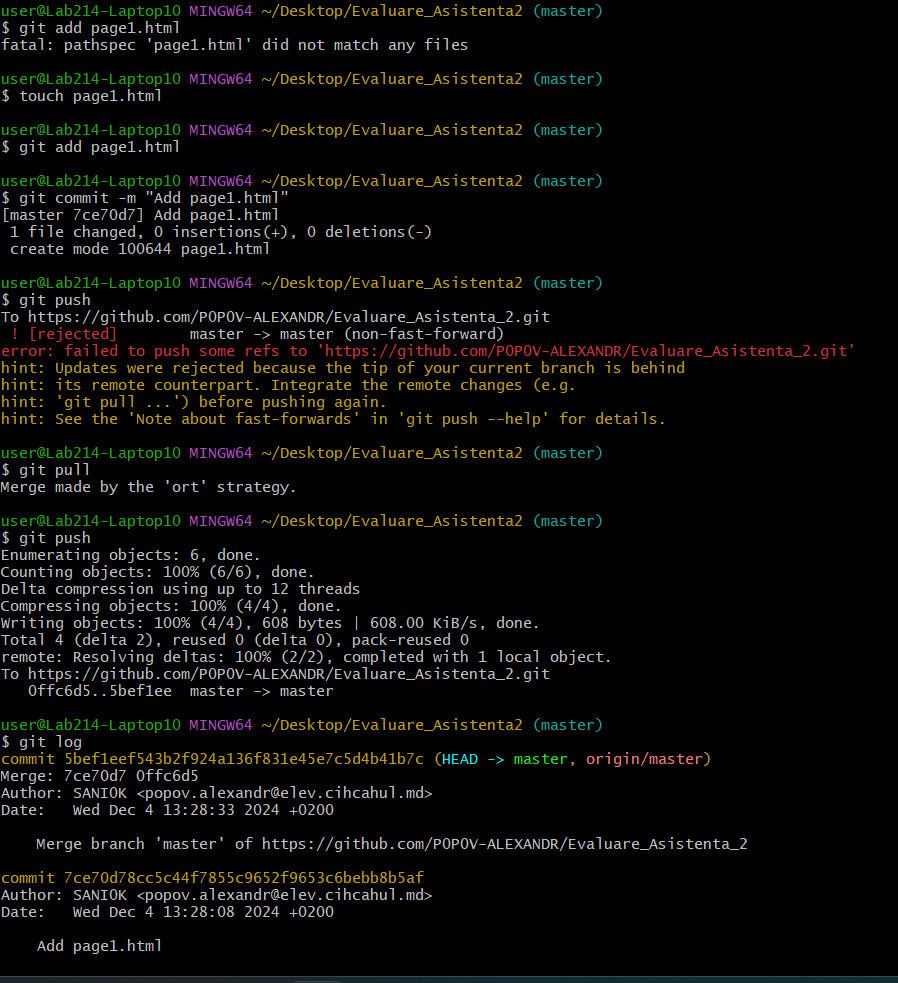 user@Lab214-Laptop10 MINGW64 ~/Desktop/Evaluare_Asistenta2 (master)
$ git add page1.html
fatal: pathspec 'page1.html' did not match any files
user@Lab214-Laptop10 MINGW64 ~/Desktop/Evaluare_Asistenta2 (master)
$ touch page1.html
user@Lab214-Laptop10 MINGW64 ~/Desktop/Evaluare_Asistenta2 (master)
$ git add page1.html
user@Lab214-Laptop10 MINGW64 ~/Desktop/Evaluare_Asistenta2 (master)
$ git commit -m "Add page1.html"
[master 7ce70d7] Add page1.html
 1 file changed, 0 insertions(+), 0 deletions(-)
 create mode 100644 page1.html
user@Lab214-Laptop10 MINGW64 ~/Desktop/Evaluare_Asistenta2 (master)
$ git push
To https://github.com/POPOV-ALEXANDR/Evaluare_Asistenta_2.git
 ! [rejected]        master -> master (non-fast-forward)
error: failed to push some refs to 'https://github.com/POPOV-ALEXANDR/Evaluare_Asistenta_2.git'
hint: Updates were rejected because the tip of your current branch is behind
hint: its remote counterpart. Integrate the remote changes (e.g.
hint: 'git pull ...') before pushing again.
hint: See the 'Note about fast-forwards' in 'git push --help' for details.
user@Lab214-Laptop10 MINGW64 ~/Desktop/Evaluare_Asistenta2 (master)
$ git pull
Merge made by the 'ort' strategy.
user@Lab214-Laptop10 MINGW64 ~/Desktop/Evaluare_Asistenta2 (master)
$ git push
Enumerating objects: 6, done.
Counting objects: 100% (6/6), done.
Delta compression using up to 12 threads
Compressing objects: 100% (4/4), done.
Writing objects: 100% (4/4), 608 bytes | 608.00 KiB/s, done.
Total 4 (delta 2), reused 0 (delta 0), pack-reused 0
remote: Resolving deltas: 100% (2/2), completed with 1 local object.
To https://github.com/POPOV-ALEXANDR/Evaluare_Asistenta_2.git
   0ffc6d5..5bef1ee  master -> master
user@Lab214-Laptop10 MINGW64 ~/Desktop/Evaluare_Asistenta2 (master)
$ git log
commit 5bef1eef543b2f924a136f831e45e7c5d4b41b7c (HEAD -> master, origin/master)
Merge: 7ce70d7 0ffc6d5
Author: SANIOK <popov.alexandr@elev.cihcahul.md>
Date:   Wed Dec 4 13:28:33 2024 +0200
    Merge branch 'master' of https://github.com/POPOV-ALEXANDR/Evaluare_Asistenta_2
commit 7ce70d78cc5c44f7855c9652f9653c6bebb8b5af
Author: SANIOK <popov.alexandr@elev.cihcahul.md>
Date:   Wed Dec 4 13:28:08 2024 +0200
    Add page1.html